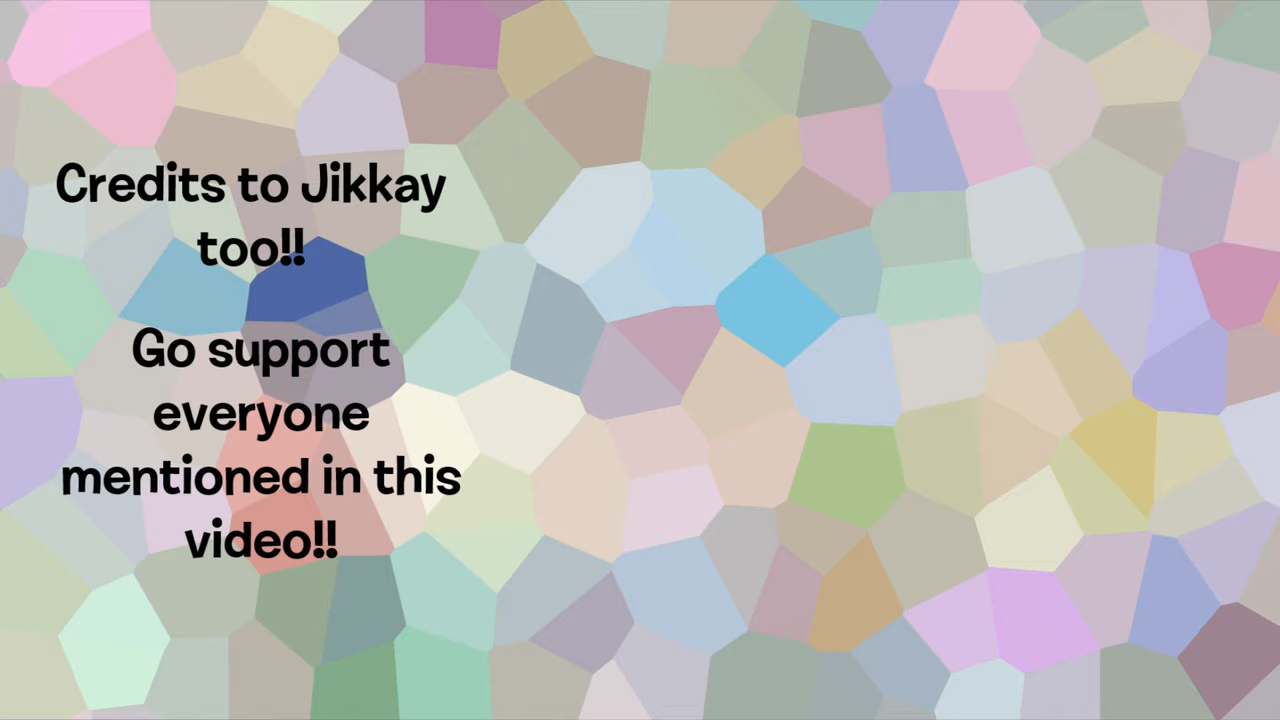 Credits to Jikkay
too!!
Go support
everyone
mentioned in this
video!!